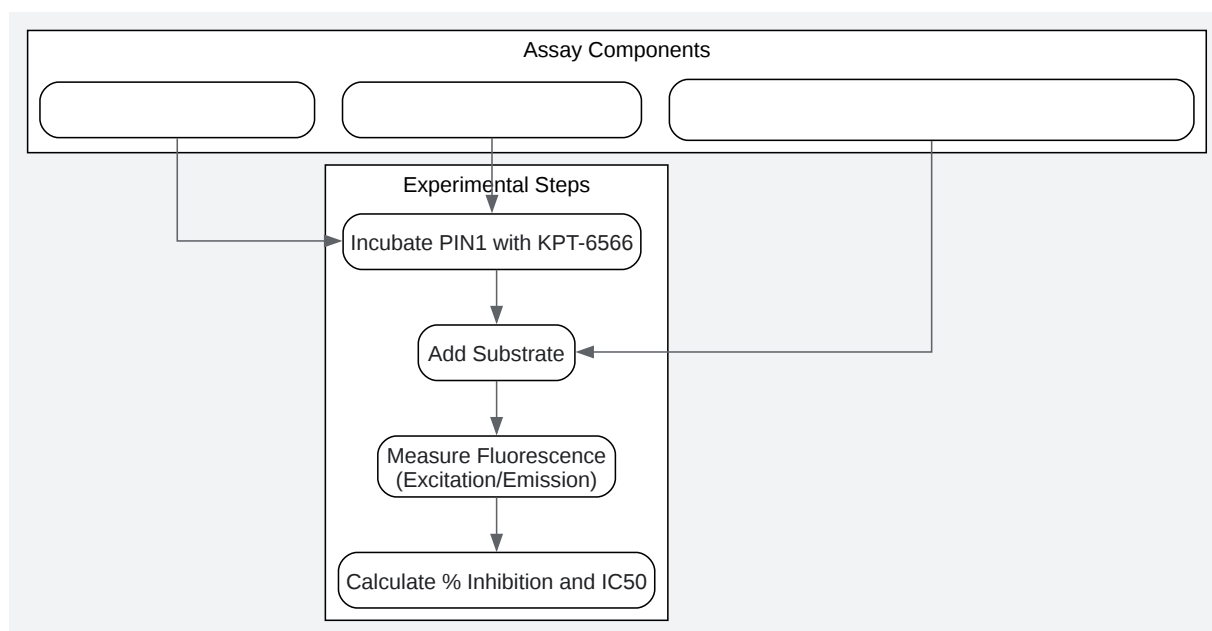 Assay Components
Experimental Steps
Incubate PIN1 with KPT-6566
Add Substrate
Measure Fluorescence
(Excitation/Emission)
Calculate % Inhibition and IC50